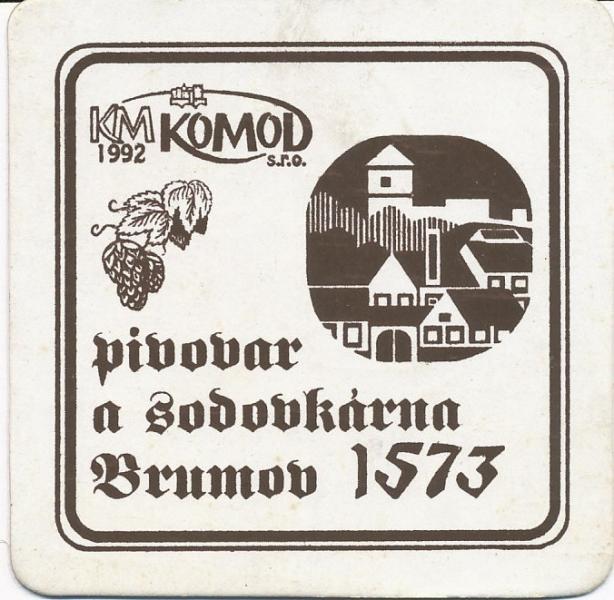 KM KOMOD
1992 s.r.o.
pivovar
a sodovkárna
Brumov 1573